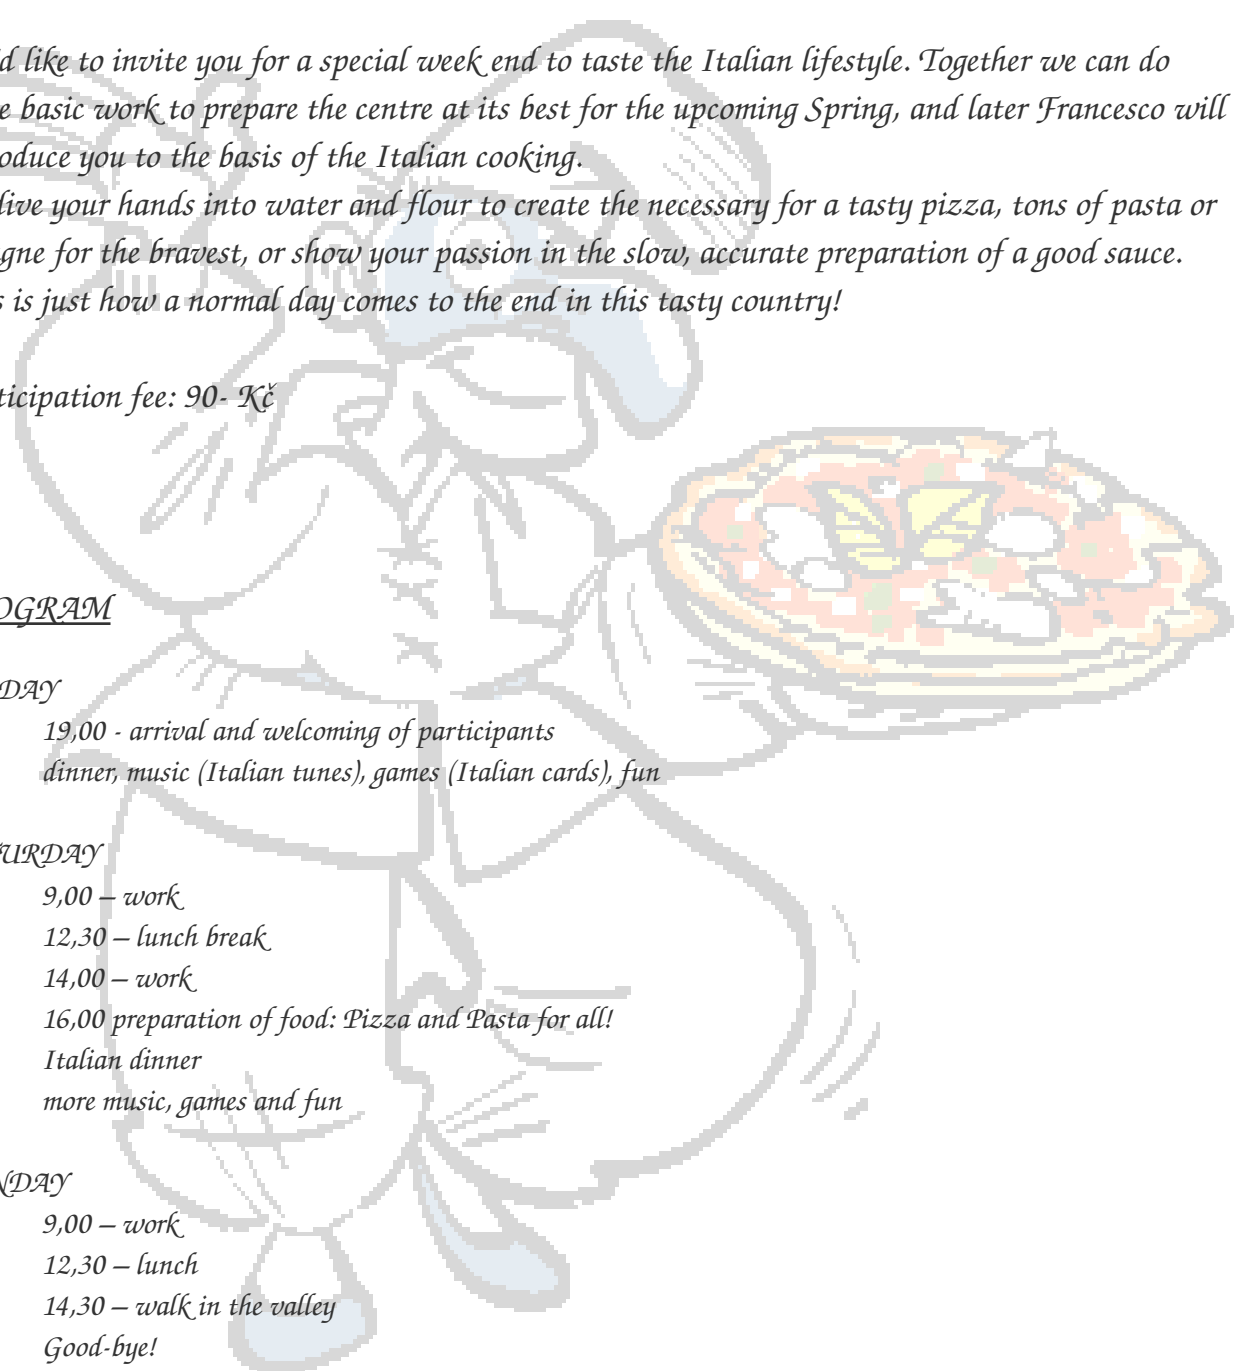 d like to invite you for a special week end to taste the Italian lifestyle. Together we can do
e basic work to prepare the centre at its best for the upcoming Spring, and later Francesco will
oduce you to the basis of the Italian cooking.
dive your hands into water and flour to create the necessary for a tasty pizza, tons of pasta or
gne for the bravest, or show your passion in the slow, accurate preparation of a good sauce.
s is just how a normal day comes to the end in this tasty country!
ticipation fee: 90- Kč
OGRAM
DAY
19,00 - arrival and welcoming of participants
dinner, music (Italian tunes), games (Italian cards), fun
URDAY
9,00 – work
12,30 – lunch break
14,00 – work
16,00 preparation of food: Pizza and Pasta for all!
Italian dinner
more music, games and fun
NDAY
9,00 – work
12,30 – lunch
14,30 – walk in the valley
Good-bye!